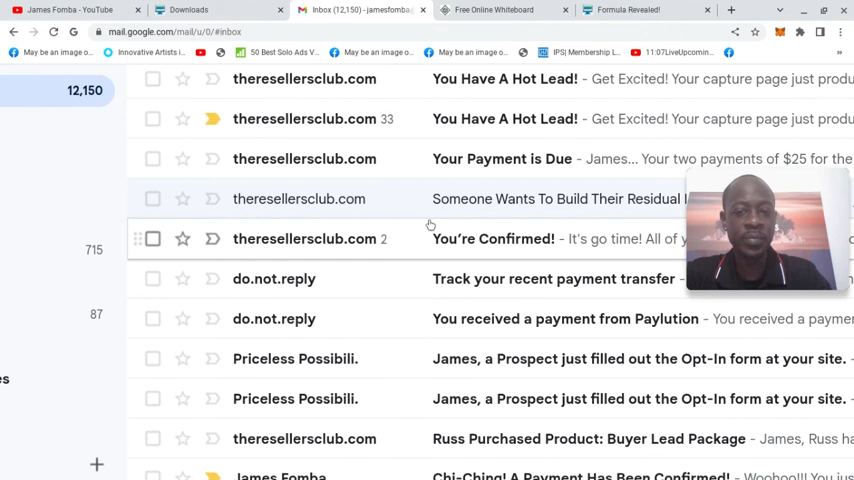 James Fomba - YouTube
Downloads
Inbox (12,150) - jamesfomba@
Free Online Whiteboard
Formula Revealed!
mail.google.com/mail/u/0/#inbox
May be an image o...
Innovative Artists i...
50 Best Solo Ads V...
May be an image o...
May be an image o...
IPS| Membership L...
11:07LiveUpcomin...
12,150
theresellersclub.com You Have A Hot Lead! - Get Excited! Your capture page just produ
theresellersclub.com 33 You Have A Hot Lead! - Get Excited! Your capture page just produ
theresellersclub.com Your Payment is Due - James... Your two payments of $25 for the
theresellersclub.com Someone Wants To Build Their Residual
theresellersclub.com 2 You’re Confirmed! - It's go time! All of
715
do.not.reply Track your recent payment transfer -
87
do.not.reply You received a payment from Paylution - You received a payme
Priceless Possibili. James, a Prospect just filled out the Opt-In form at your site. -
es
Priceless Possibili. James, a Prospect just filled out the Opt-In form at your site. -
theresellersclub.com Russ Purchased Product: Buyer Lead Package - James, Russ ha
James Fomba Chi-Ching! A Payment Has Been Confirmed! - Woohoo!!! You jus